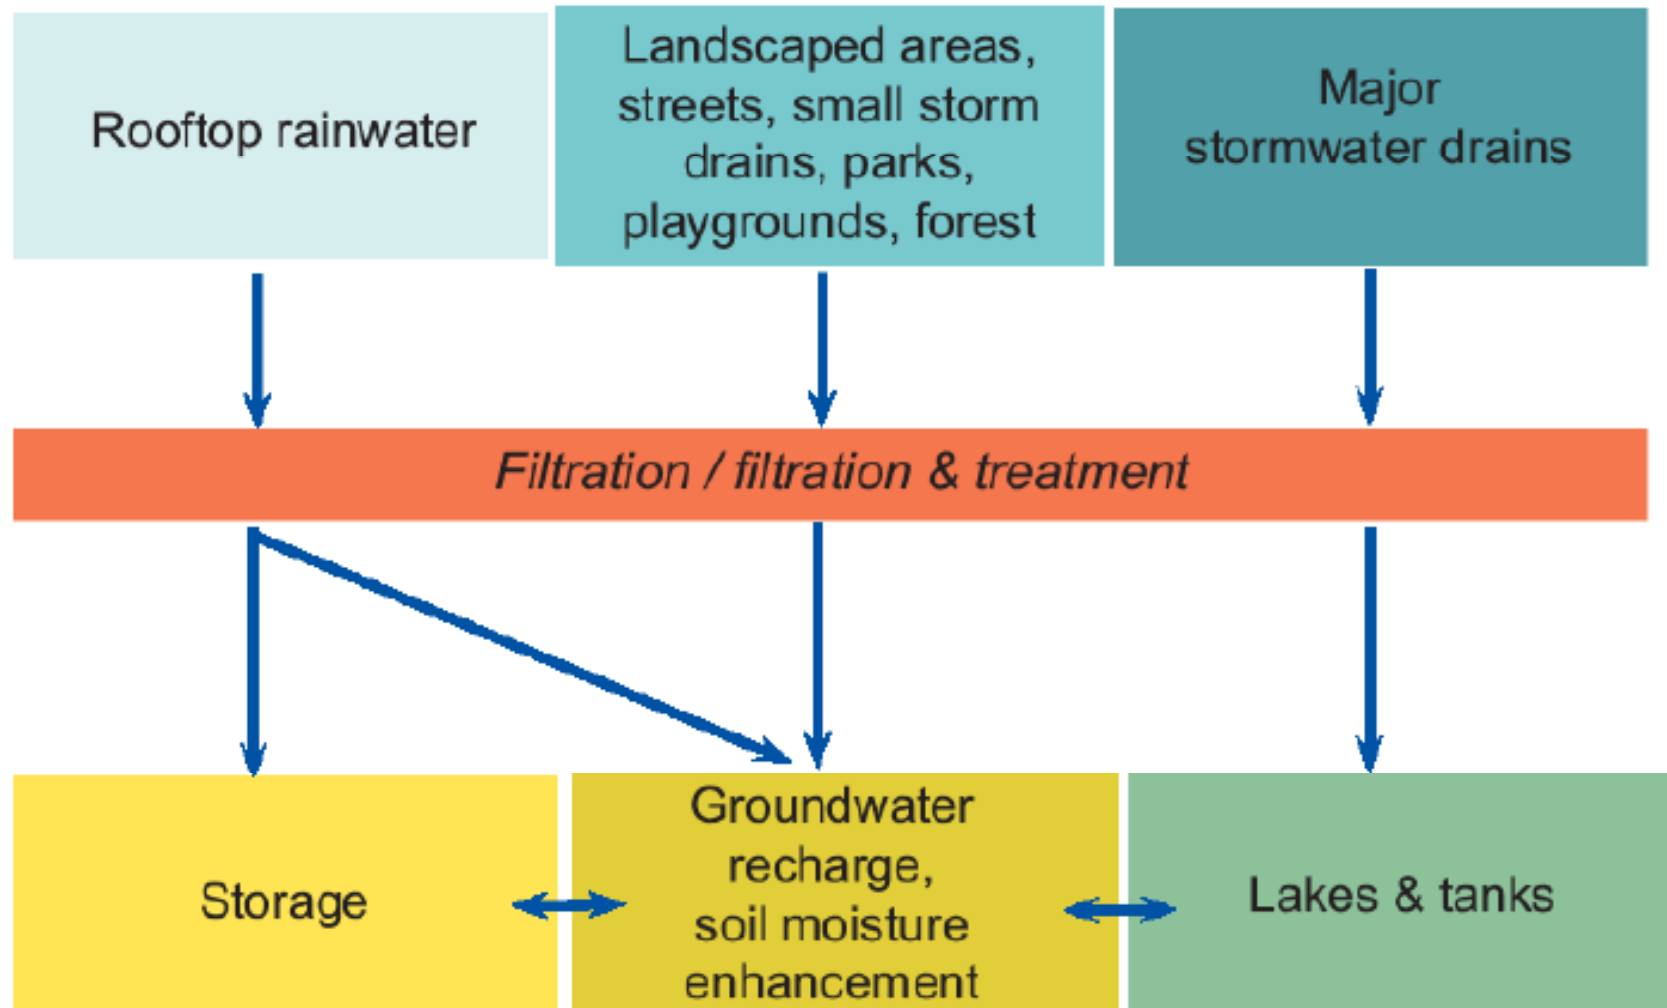 Rooftop rainwater
Landscaped areas,
streets, small storm
drains, parks,
playgrounds, forest
Major
stormwater drains
Filtration / filtration & treatment
Storage
Groundwater
recharge,
soil moisture
enhancement
Lakes & tanks